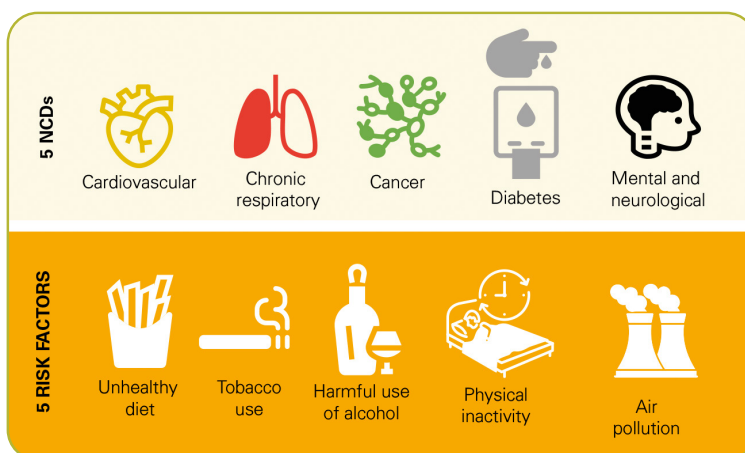 5 NCDs
Cardiovascular
Chronic
respiratory
Cancer
Diabetes
Mental and
neurological
5 RISK FACTORS
Unhealthy
diet
Tobacco
use
Harmful use
of alcohol
Physical
inactivity
Air
pollution